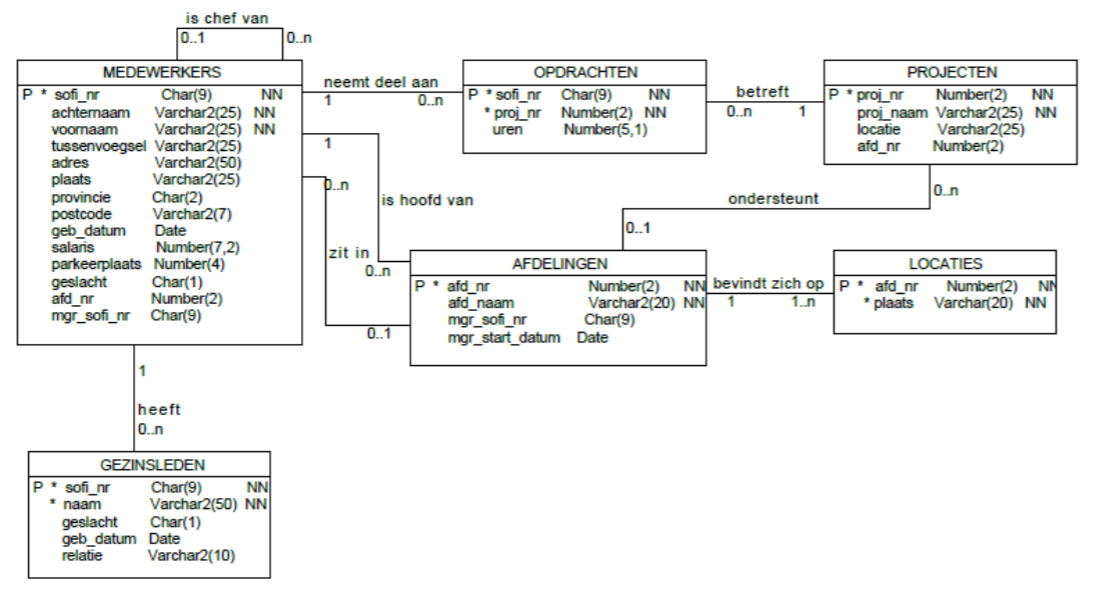 is chef van
0..1 0..n
MEDEWERKERS
P * sofi_nr Char(9) NN
achternaam Varchar2(25) NN
voornaam Varchar2(25) NN
tussenvoegsel Varchar2(25)
adres Varchar2(50)
plaats Varchar2(25)
provincie Char(2)
postcode Varchar2(7)
geb_datum Date
salaris Number(7,2)
parkeerplaats Number(4)
geslacht Char(1)
afd_nr Number(2)
mgr_sofi_nr Char(9)
neemt deel aan
1 0..n
OPDRACHTEN
P * sofi_nr Char(9) NN
* proj_nr Number(2) NN
uren Number(5,1)
betreft
0..n 1
PROJECTEN
P * proj_nr Number(2) NN
proj_naam Varchar2(25) NN
locatie Varchar2(25)
afd_nr Number(2)
1
is hoofd van
0..n
0..n
zit in
0..1
0..n
ondersteunt
0..1
AFDELINGEN
P * afd_nr Number(2) NN
afd_naam Varchar2(20) NN
mgr_sofi_nr Char(9)
mgr_start_datum Date
bevindt zich op
1 1..n
LOCATIES
P * afd_nr Number(2) NN
* plaats Varchar(20) NN
1
heeft
0..n
GEZINSLEDEN
P * sofi_nr Char(9) NN
* naam Varchar2(50) NN
geslacht Char(1)
geb_datum Date
relatie Varchar2(10)